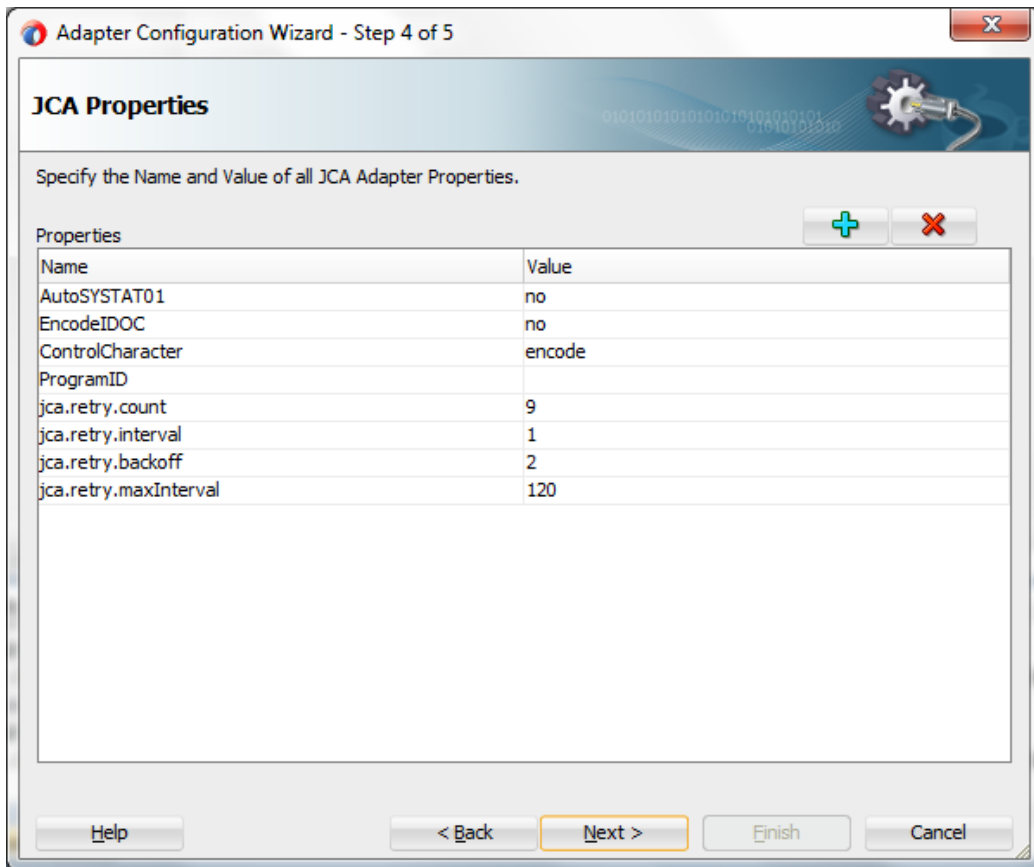 Adapter Configuration Wizard - Step 4 of 5
JCA Properties
Specify the Name and Value of all JCA Adapter Properties.
Properties
Name Value
AutoSYSTAT01 no
EncodeIDOC no
ControlCharacter encode
ProgramID
jca.retry.count 9
jca.retry.interval 1
jca.retry.backoff 2
jca.retry.maxInterval 120
Help < Back Next > Finish Cancel